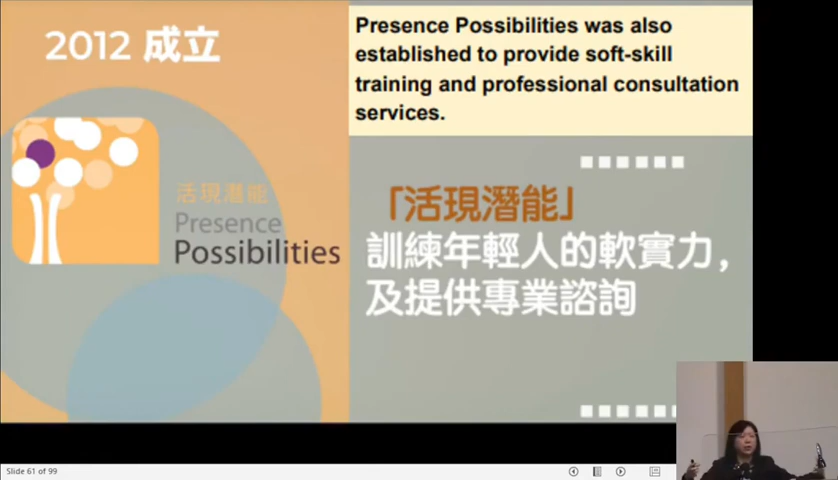 2012 成立
Presence Possibilities was also
established to provide soft-skill
training and professional consultation
services.
活現潛能
Presence
Possibilities
「活現潛能」
訓練年輕人的軟實力，
及提供專業諮詢
Slide 61 of 99